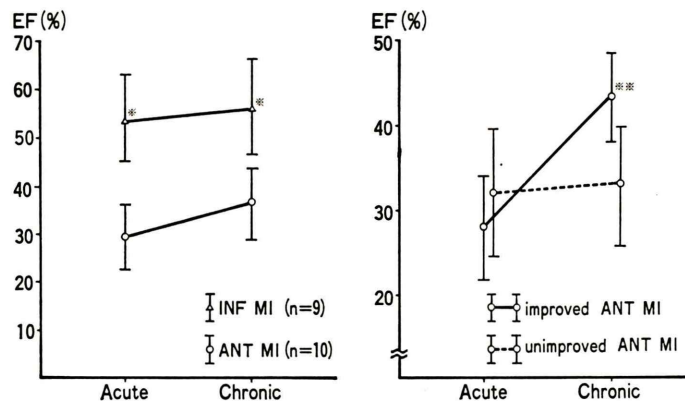 EF(%)
70
60
50
40
30
20
10
※
※
INF MI (n=9)
ANT MI (n=10)
Acute
Chronic
EF(%)
50
40
30
20
※※
improved ANT MI
unimproved ANT MI
Acute
Chronic